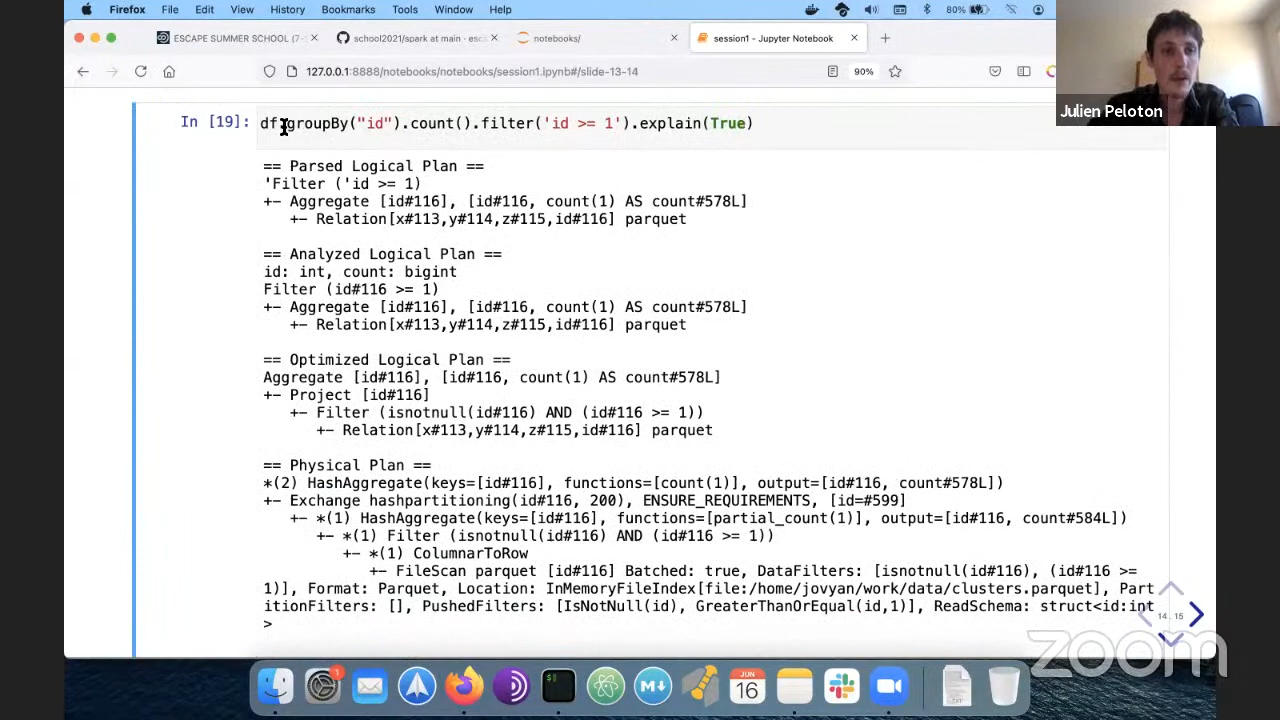 Firefox File Edit View History Bookmarks Tools Window Help 80%
ESCAPE SUMMER SCHOOL (7- school2021/spark at main · esc notebooks/ session1 - Jupyter Notebook
127.0.0.1:8888/notebooks/notebooks/session1.ipynb#/slide-13-14 90%
Julien Peloton
In [19]: df.groupBy("id").count().filter('id >= 1').explain(True)
== Parsed Logical Plan ==
'Filter ('id >= 1)
+- Aggregate [id#116], [id#116, count(1) AS count#578L]
+- Relation[x#113,y#114,z#115,id#116] parquet
== Analyzed Logical Plan ==
id: int, count: bigint
Filter (id#116 >= 1)
+- Aggregate [id#116], [id#116, count(1) AS count#578L]
+- Relation[x#113,y#114,z#115,id#116] parquet
== Optimized Logical Plan ==
Aggregate [id#116], [id#116, count(1) AS count#578L]
+- Project [id#116]
+- Filter (isnotnull(id#116) AND (id#116 >= 1))
+- Relation[x#113,y#114,z#115,id#116] parquet
== Physical Plan ==
*(2) HashAggregate(keys=[id#116], functions=[count(1)], output=[id#116, count#578L])
+- Exchange hashpartitioning(id#116, 200), ENSURE_REQUIREMENTS, [id=#599]
+- *(1) HashAggregate(keys=[id#116], functions=[partial_count(1)], output=[id#116, count#584L])
+- *(1) Filter (isnotnull(id#116) AND (id#116 >= 1))
+- *(1) ColumnarToRow
+- FileScan parquet [id#116] Batched: true, DataFilters: [isnotnull(id#116), (id#116 >=
1)], Format: Parquet, Location: InMemoryFileIndex[file:/home/jovyan/work/data/clusters.parquet], Part
itionFilters: [], PushedFilters: [IsNotNull(id), GreaterThanOrEqual(id,1)], ReadSchema: struct<id:int
>
14.15
zoom
1
$
M
JUN
16
TXT